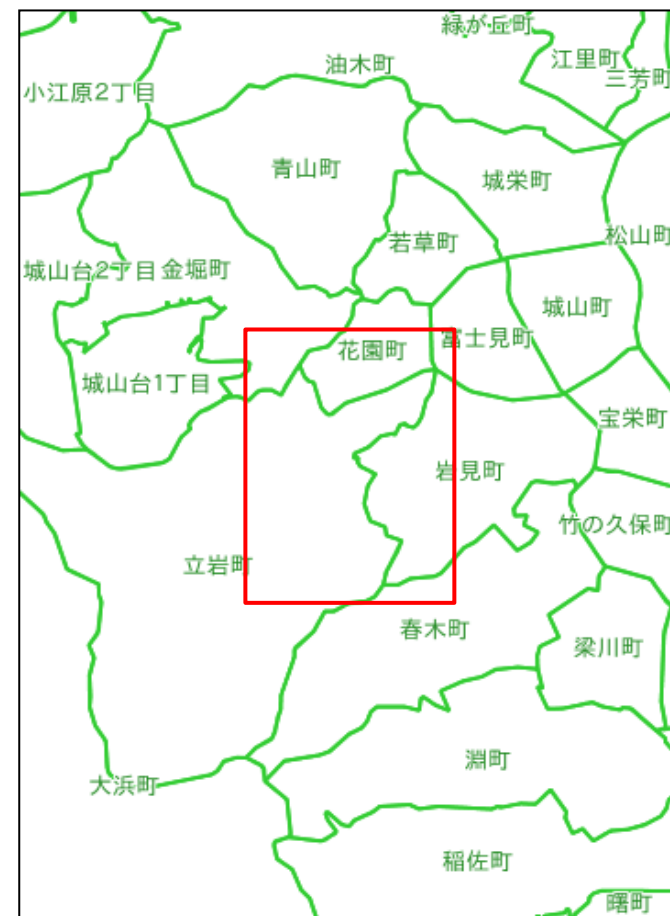 緑が丘町
江里町
油木町
三芳町
小江原2丁目
青山町
城栄町
松山町
若草町
城山台2丁目
金堀町
城山町
富士見町
花園町
城山台1丁目
宝栄町
岩見町
竹の久保町
立岩町
春木町
梁川町
淵町
大浜町
稲佐町
曙町